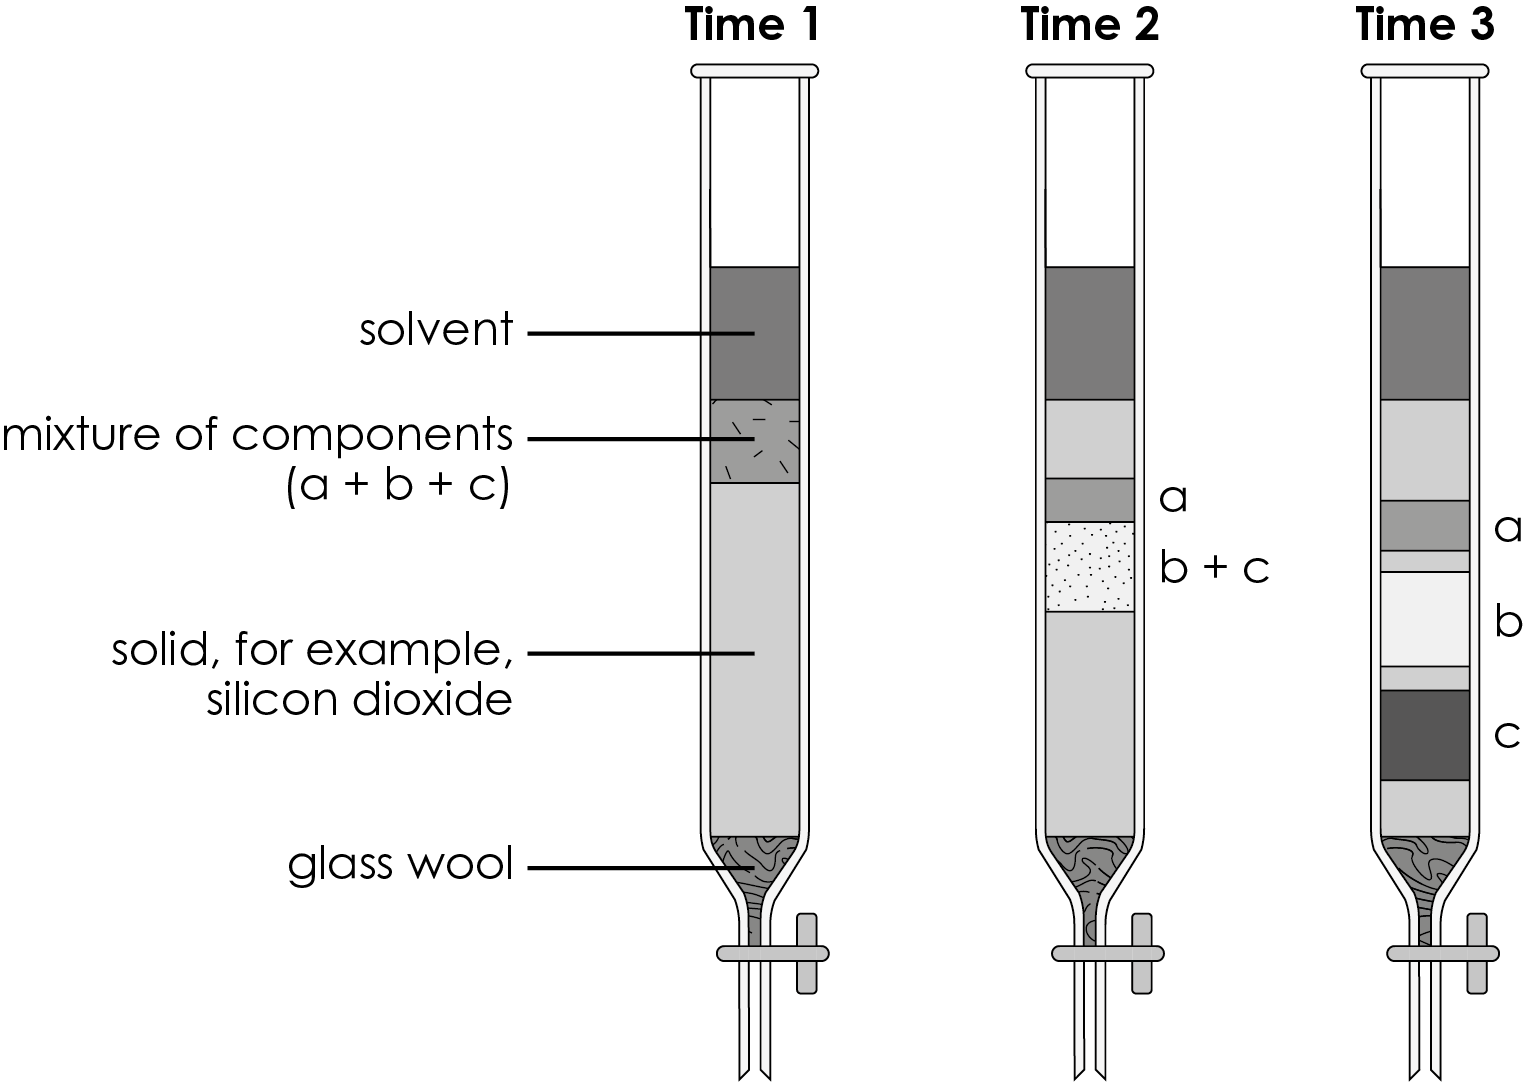 Time 1
Time 2
Time 3
solvent
mixture of components
(a + b + c)
solid, for example,
silicon dioxide
glass wool
a
b + c
a
b
c